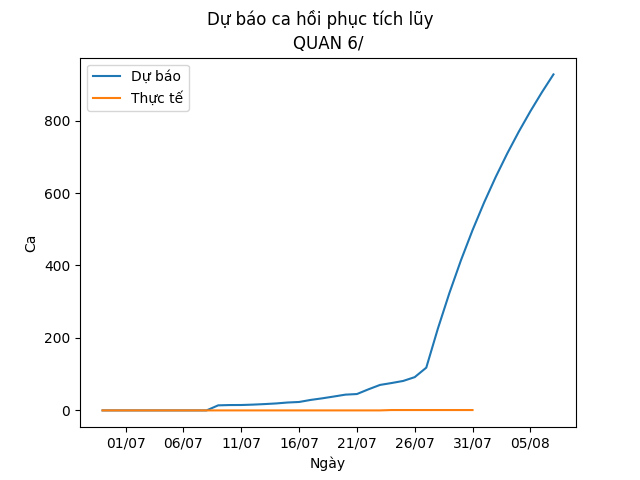 Dự báo ca hồi phục tích lũy
QUAN 6/
Dự báo
Thực tế
Ca
800
600
400
200
0
01/07 06/07 11/07 16/07 21/07 26/07 31/07 05/08
Ngày